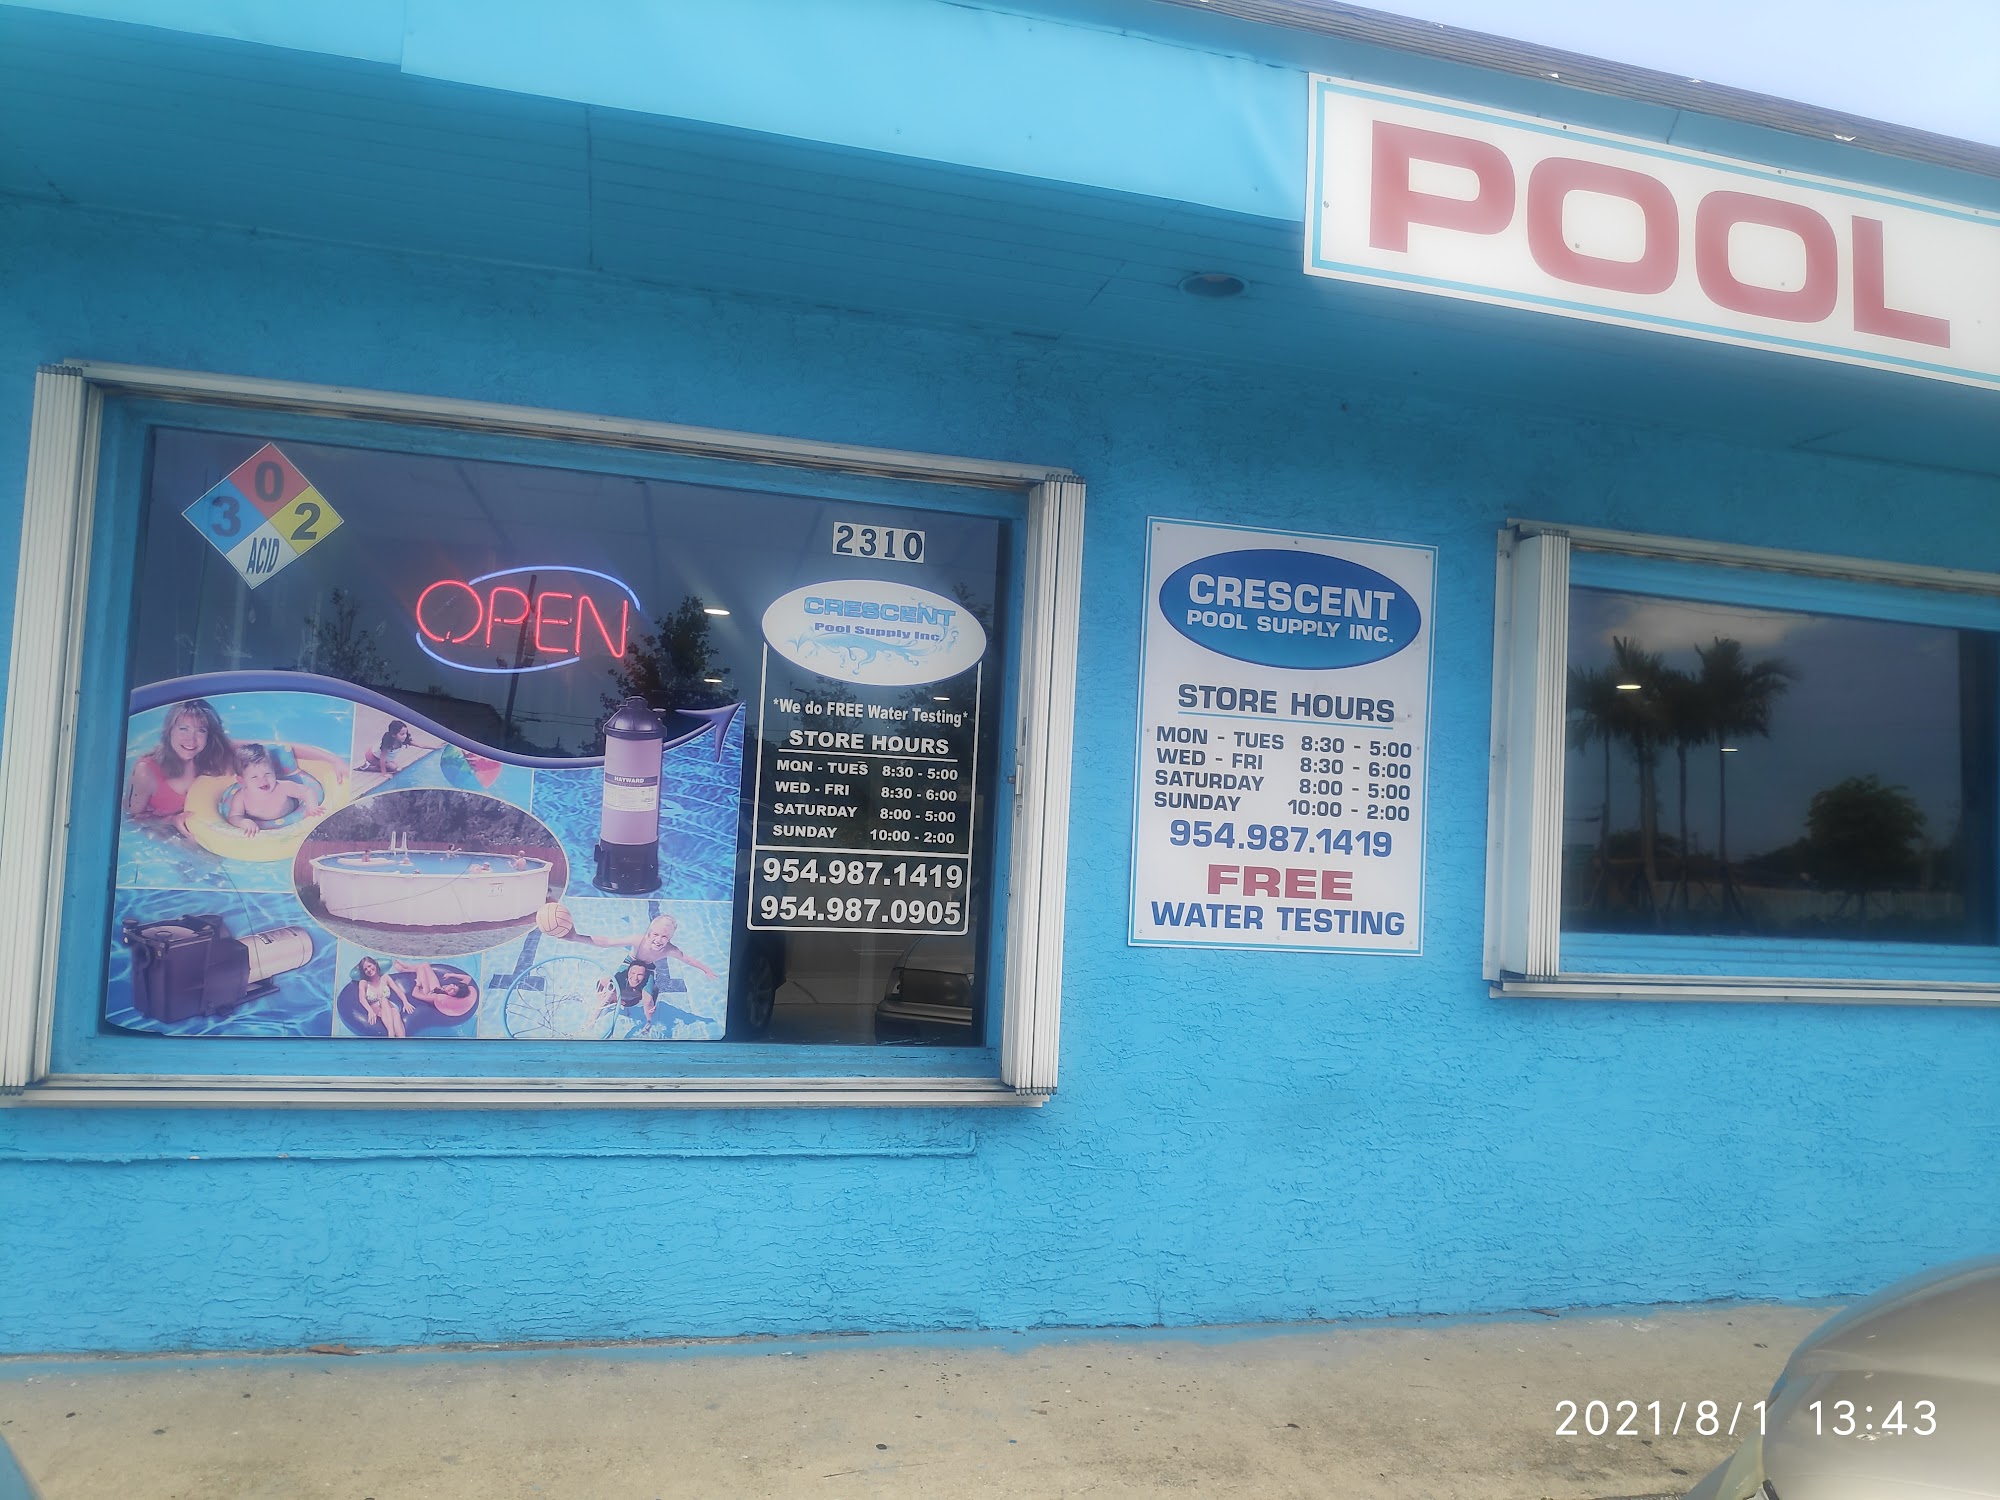 POOL
0
3
2
ACID
OPEN
2310
CRESCENT
Pool Supply Inc.
*We do FREE Water Testing*
STORE HOURS
MON - TUES 8:30 - 5:00
WED - FRI 8:30 - 6:00
SATURDAY 8:00 - 5:00
SUNDAY 10:00 - 2:00
954.987.1419
954.987.0905
HAYWARD
CRESCENT
POOL SUPPLY INC.
STORE HOURS
MON - TUES 8:30 - 5:00
WED - FRI 8:30 - 6:00
SATURDAY 8:00 - 5:00
SUNDAY 10:00 - 2:00
954.987.1419
FREE
WATER TESTING
2021/8/1 13:43